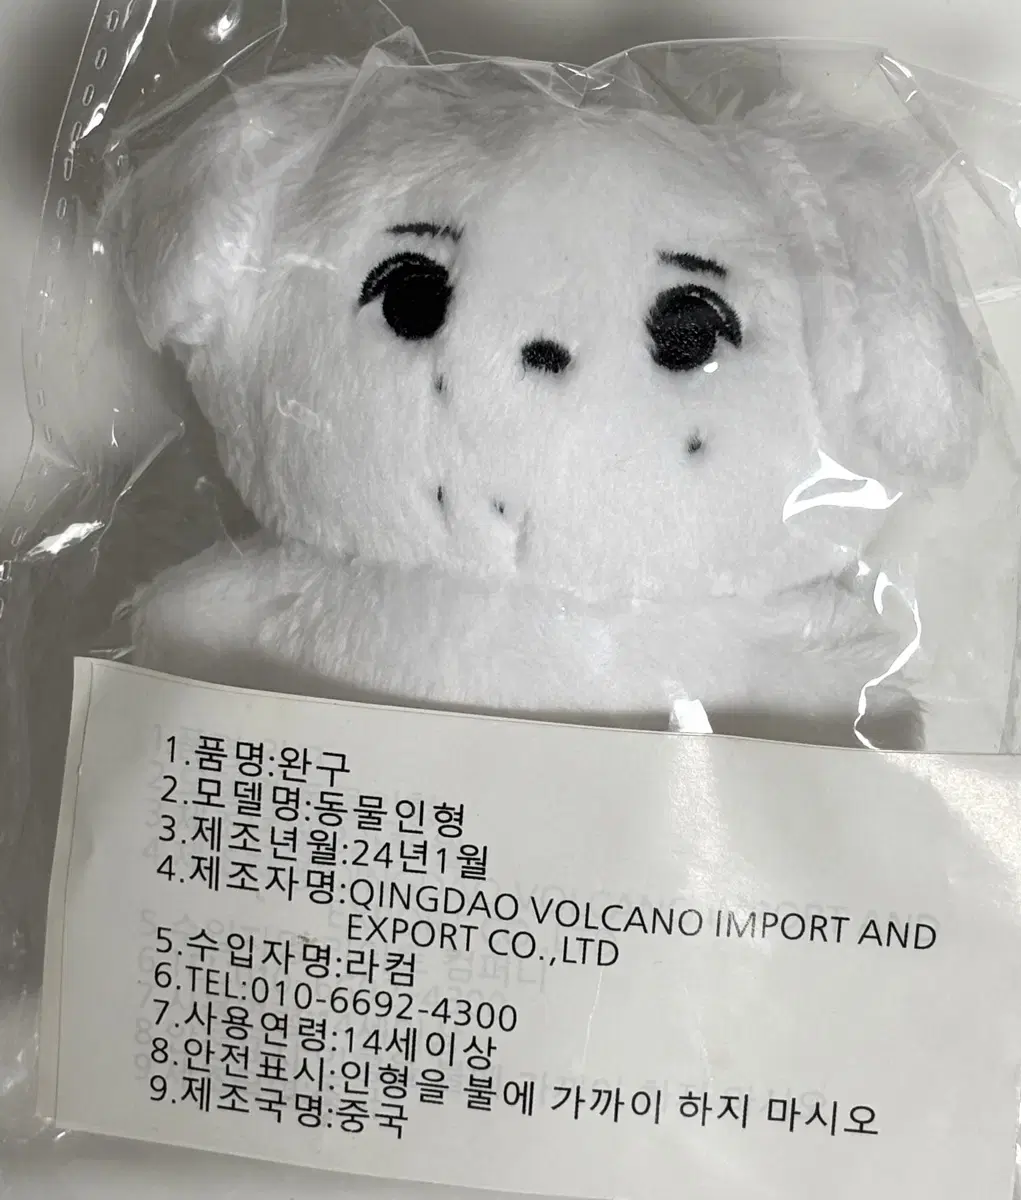 1.품명:완구
2.모델명:동물인형
3.제조년월:24년1월
4.제조자명:QINGDAO VOLCANO IMPORT AND
EXPORT CO.,LTD
5.수입자명:라컴
6.TEL:010-6692-4300
7.사용연령:14세이상
8.안전표시:인형을 불에 가까이 하지 마시오
9.제조국명:중국